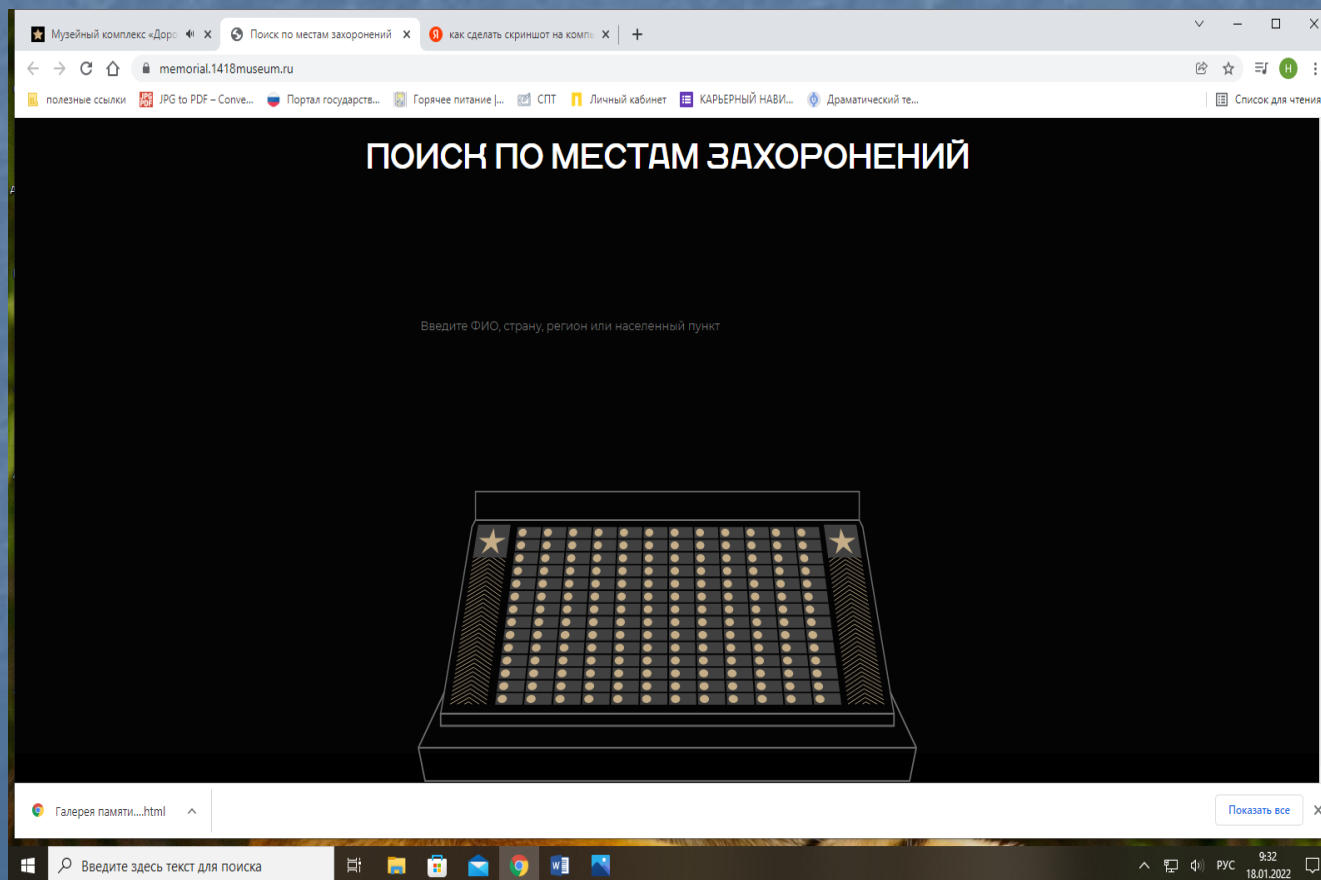 Музейный комплекс «Доро
Поиск по местам захоронений
как сделать скриншот на компь
memorial.1418museum.ru
Н
полезные ссылки
JPG to PDF – Conve...
Портал государств...
Горячее питание |...
СПТ
Личный кабинет
КАРЬЕРНЫЙ НАВИ...
Драматический те...
Список для чтения
ПОИСК ПО МЕСТАМ ЗАХОРОНЕНИЙ
Введите ФИО, страну, регион или населенный пункт
Галерея памяти....html
Показать все
Введите здесь текст для поиска
РУС
9:32
18.01.2022